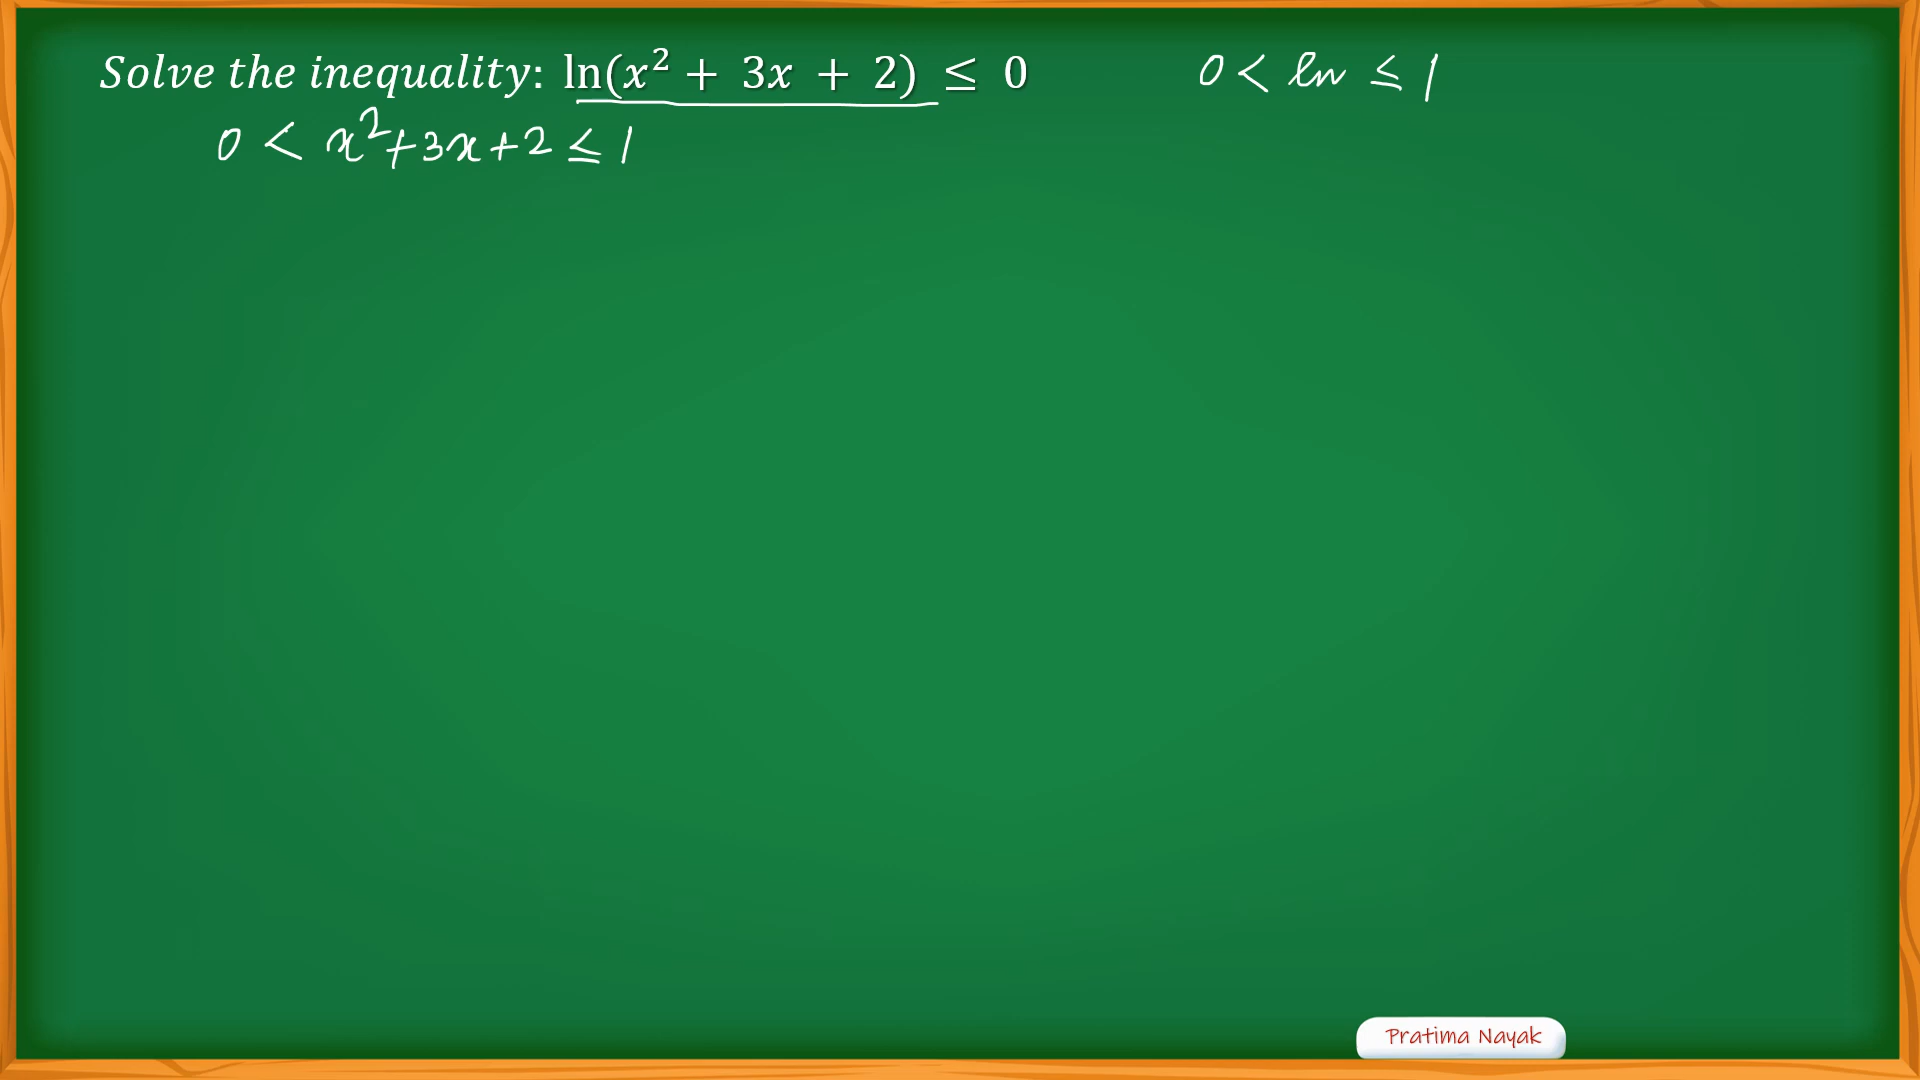 Solve the inequality: ln(x² + 3x + 2) ≤ 0
0 < ln ≤ 1
0 < x²+3x+2 ≤ 1
Pratima Nayak